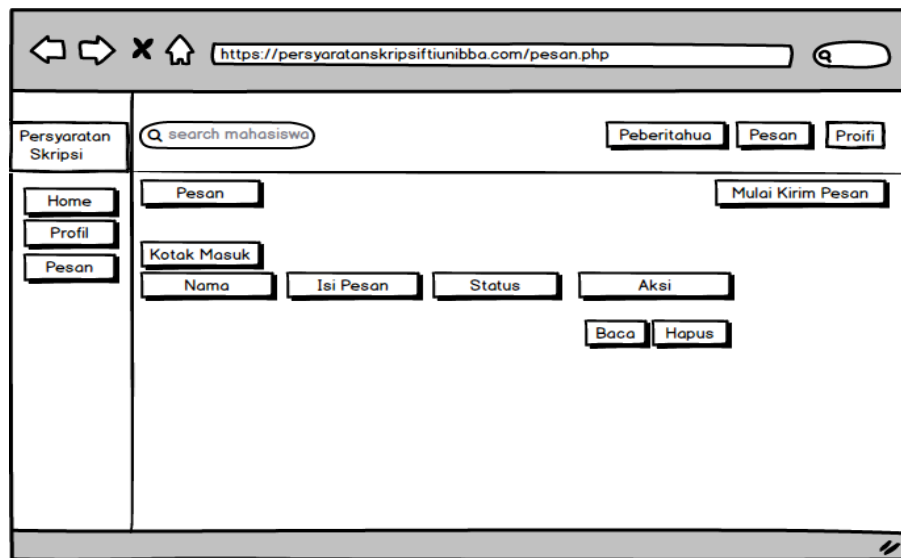 https://persyaratanskripsiftiunibba.com/pesan.php
Persyaratan
Skripsi
search mahasiswa
Peberitahua
Pesan
Proifi
Home
Profil
Pesan
Pesan
Mulai Kirim Pesan
Kotak Masuk
Nama
Isi Pesan
Status
Aksi
Baca
Hapus